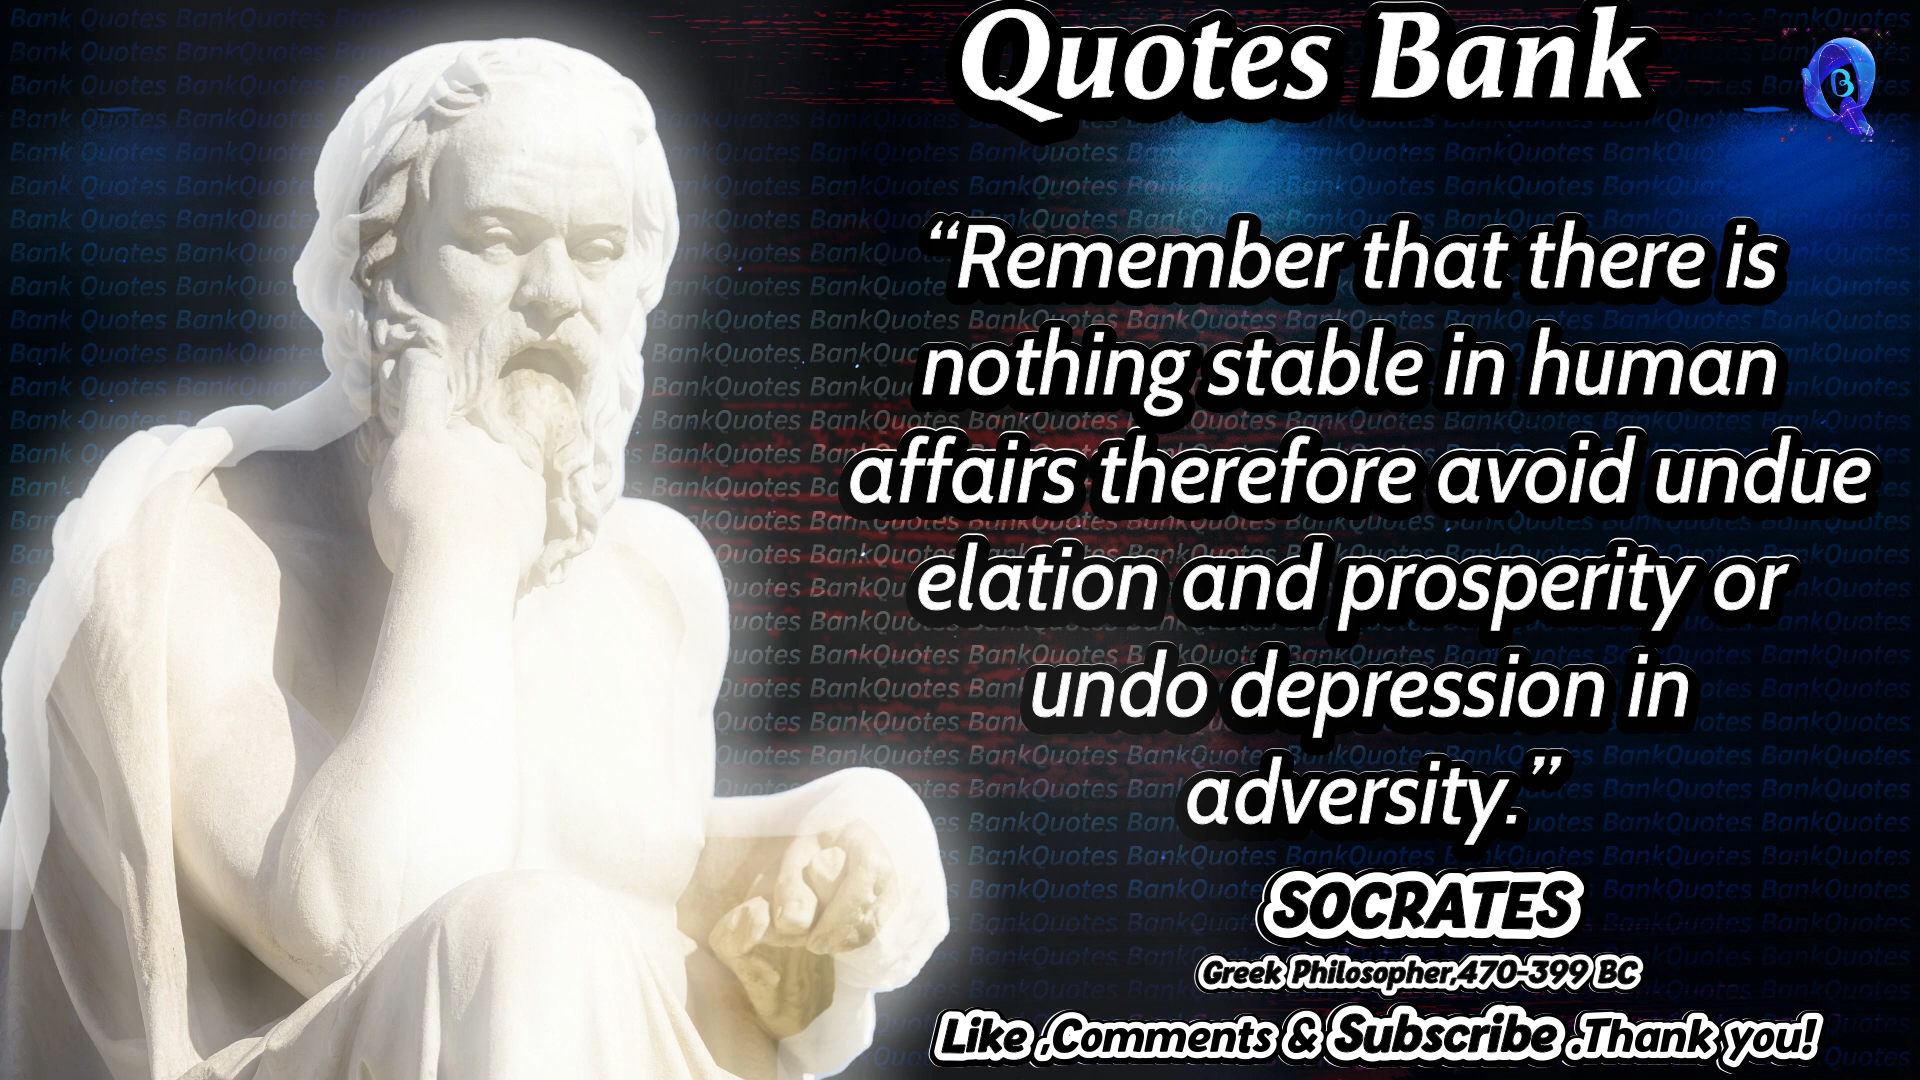 Quotes Bank
“Remember that there is
nothing stable in human
affairs therefore avoid undue
elation and prosperity or
undo depression in
adversity.”
SOCRATES
Greek Philosopher,470-399 BC
Like ,Comments & Subscribe .Thank you!